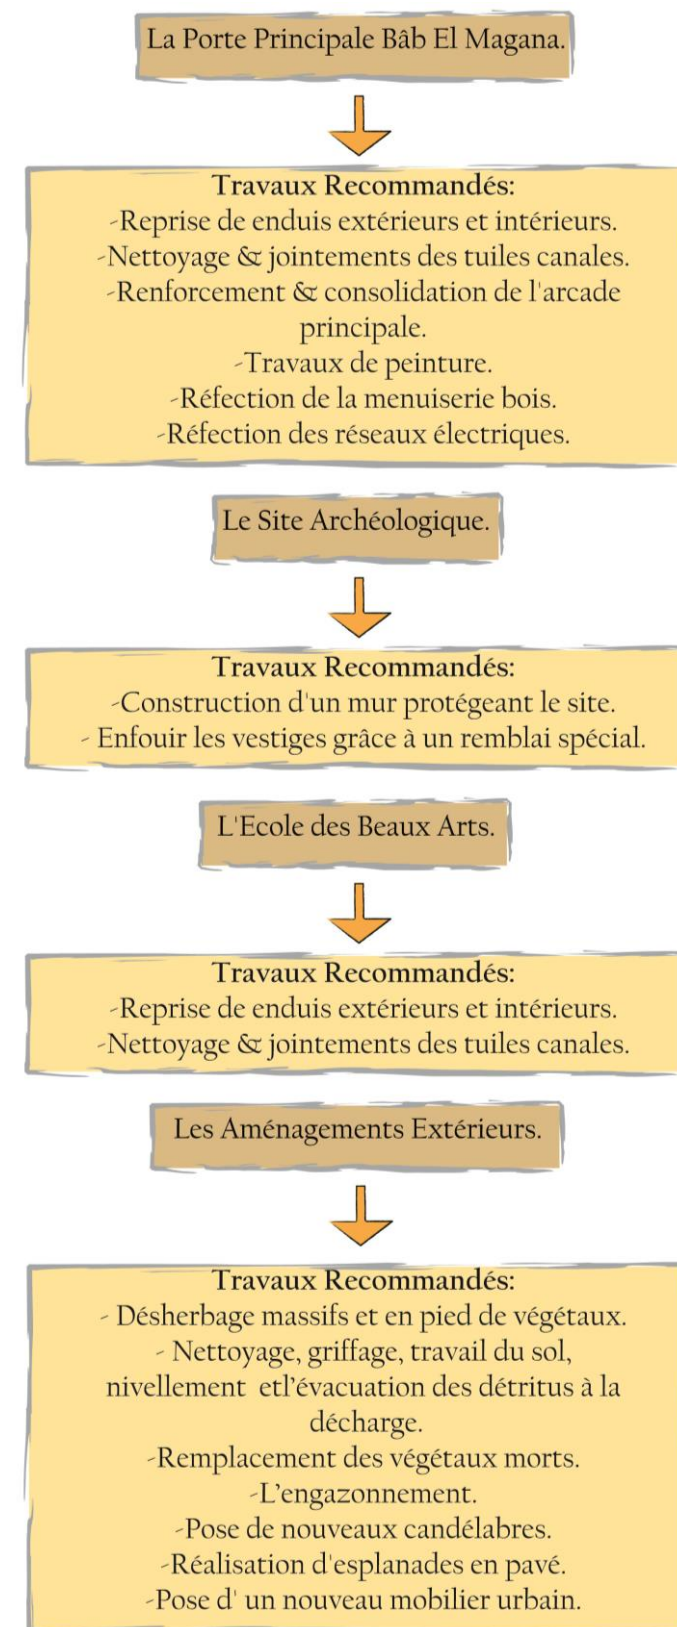 La Porte Principale Bâb El Magana.
Travaux Recommandés:
-Reprise de enduis extérieurs et intérieurs.
-Nettoyage & jointements des tuiles canales.
-Renforcement & consolidation de l'arcade
principale.
-Travaux de peinture.
-Réfection de la menuiserie bois.
-Réfection des réseaux électriques.
Le Site Archéologique.
Travaux Recommandés:
-Construction d'un mur protégeant le site.
- Enfouir les vestiges grâce à un remblai spécial.
L'Ecole des Beaux Arts.
Travaux Recommandés:
-Reprise de enduis extérieurs et intérieurs.
-Nettoyage & jointements des tuiles canales.
Les Aménagements Extérieurs.
Travaux Recommandés:
- Désherbage massifs et en pied de végétaux.
- Nettoyage, griffage, travail du sol,
nivellement etl'évacuation des détritus à la
décharge.
-Remplacement des végétaux morts.
-L'engazonnement.
-Pose de nouveaux candélabres.
-Réalisation d'esplanades en pavé.
-Pose d' un nouveau mobilier urbain.